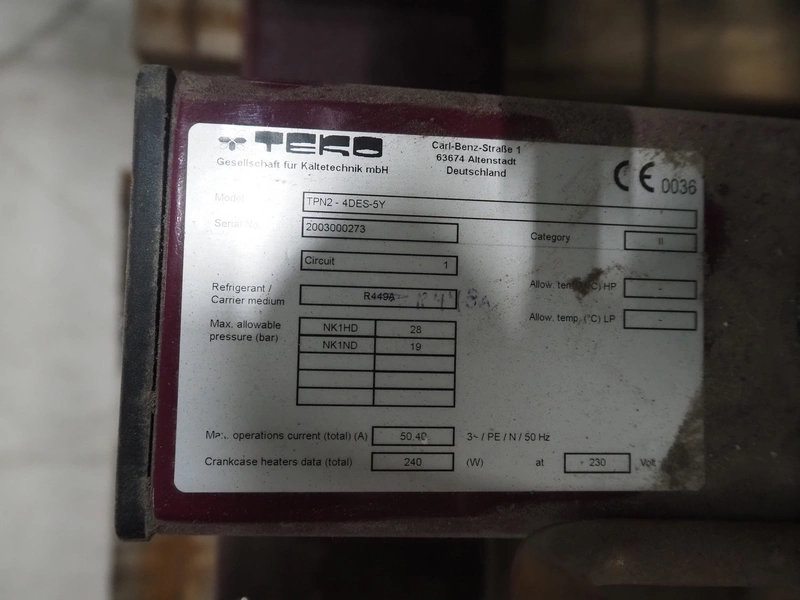 TEKO
Gesellschaft für Kältetechnik mbH
Carl-Benz-Straße 1
63674 Altenstadt
Deutschland
CE 0036
Model TPN2 - 4DES-5Y
Serial No. 2003000273
Category II
Circuit 1
Refrigerant / Carrier medium R449A R448A
Allow. temp. (°C) HP -
Allow. temp. (°C) LP -
Max. allowable pressure (bar)
NK1HD 28
NK1ND 19
Max. operations current (total) (A) 50.40 3~ / PE / N / 50 Hz
Crankcase heaters data (total) 240 (W) at 230 Volt